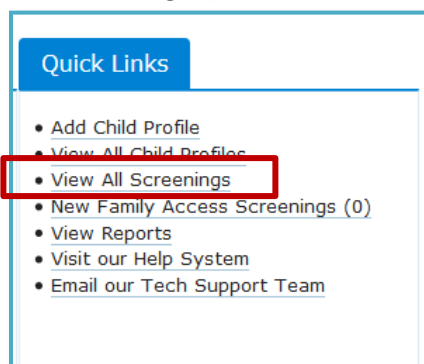 Quick Links
• Add Child Profile
• View All Child Profiles
• View All Screenings
• New Family Access Screenings (0)
• View Reports
• Visit our Help System
• Email our Tech Support Team